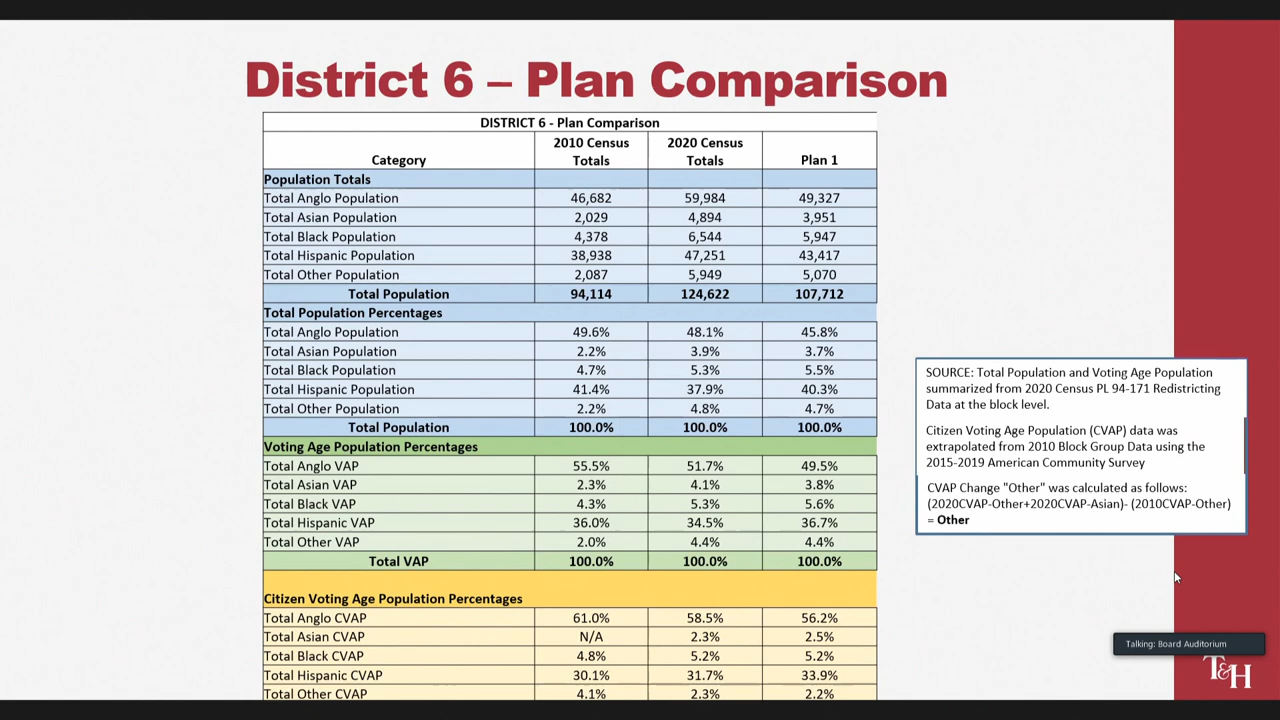 District 6 – Plan Comparison
DISTRICT 6 - Plan Comparison
Category 2010 Census Totals 2020 Census Totals Plan 1
Population Totals
Total Anglo Population 46,682 59,984 49,327
Total Asian Population 2,029 4,894 3,951
Total Black Population 4,378 6,544 5,947
Total Hispanic Population 38,938 47,251 43,417
Total Other Population 2,087 5,949 5,070
Total Population 94,114 124,622 107,712
Total Population Percentages
Total Anglo Population 49.6% 48.1% 45.8%
Total Asian Population 2.2% 3.9% 3.7%
Total Black Population 4.7% 5.3% 5.5%
Total Hispanic Population 41.4% 37.9% 40.3%
Total Other Population 2.2% 4.8% 4.7%
Total Population 100.0% 100.0% 100.0%
Voting Age Population Percentages
Total Anglo VAP 55.5% 51.7% 49.5%
Total Asian VAP 2.3% 4.1% 3.8%
Total Black VAP 4.3% 5.3% 5.6%
Total Hispanic VAP 36.0% 34.5% 36.7%
Total Other VAP 2.0% 4.4% 4.4%
Total VAP 100.0% 100.0% 100.0%
Citizen Voting Age Population Percentages
Total Anglo CVAP 61.0% 58.5% 56.2%
Total Asian CVAP N/A 2.3% 2.5%
Total Black CVAP 4.8% 5.2% 5.2%
Total Hispanic CVAP 30.1% 31.7% 33.9%
Total Other CVAP 4.1% 2.3% 2.2%
SOURCE: Total Population and Voting Age Population
summarized from 2020 Census PL 94-171 Redistricting
Data at the block level.
Citizen Voting Age Population (CVAP) data was
extrapolated from 2010 Block Group Data using the
2015-2019 American Community Survey
CVAP Change "Other" was calculated as follows:
(2020CVAP-Other+2020CVAP-Asian)- (2010CVAP-Other)
= Other
Talking: Board Auditorium
T&H